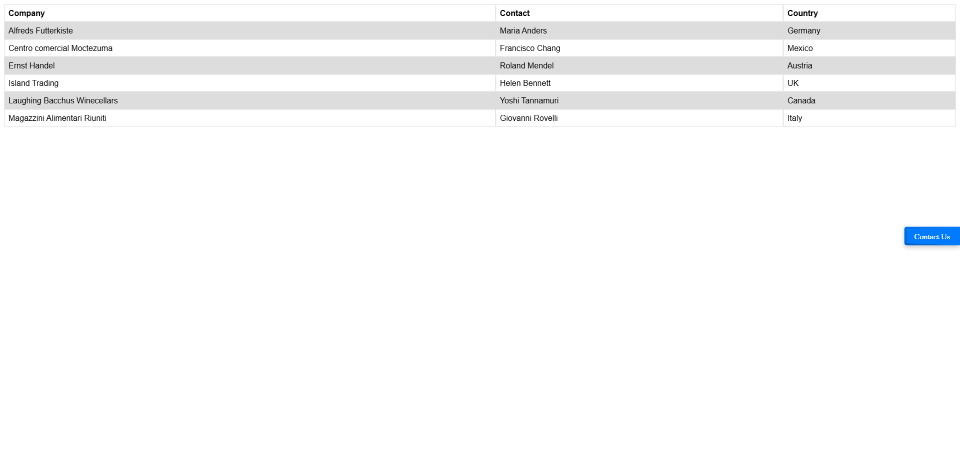 Company Contact Country
Alfreds Futterkiste Maria Anders Germany
Centro comercial Moctezuma Francisco Chang Mexico
Ernst Handel Roland Mendel Austria
Island Trading Helen Bennett UK
Laughing Bacchus Winecellars Yoshi Tannamuri Canada
Magazzini Alimentari Riuniti Giovanni Rovelli Italy
Contact Us